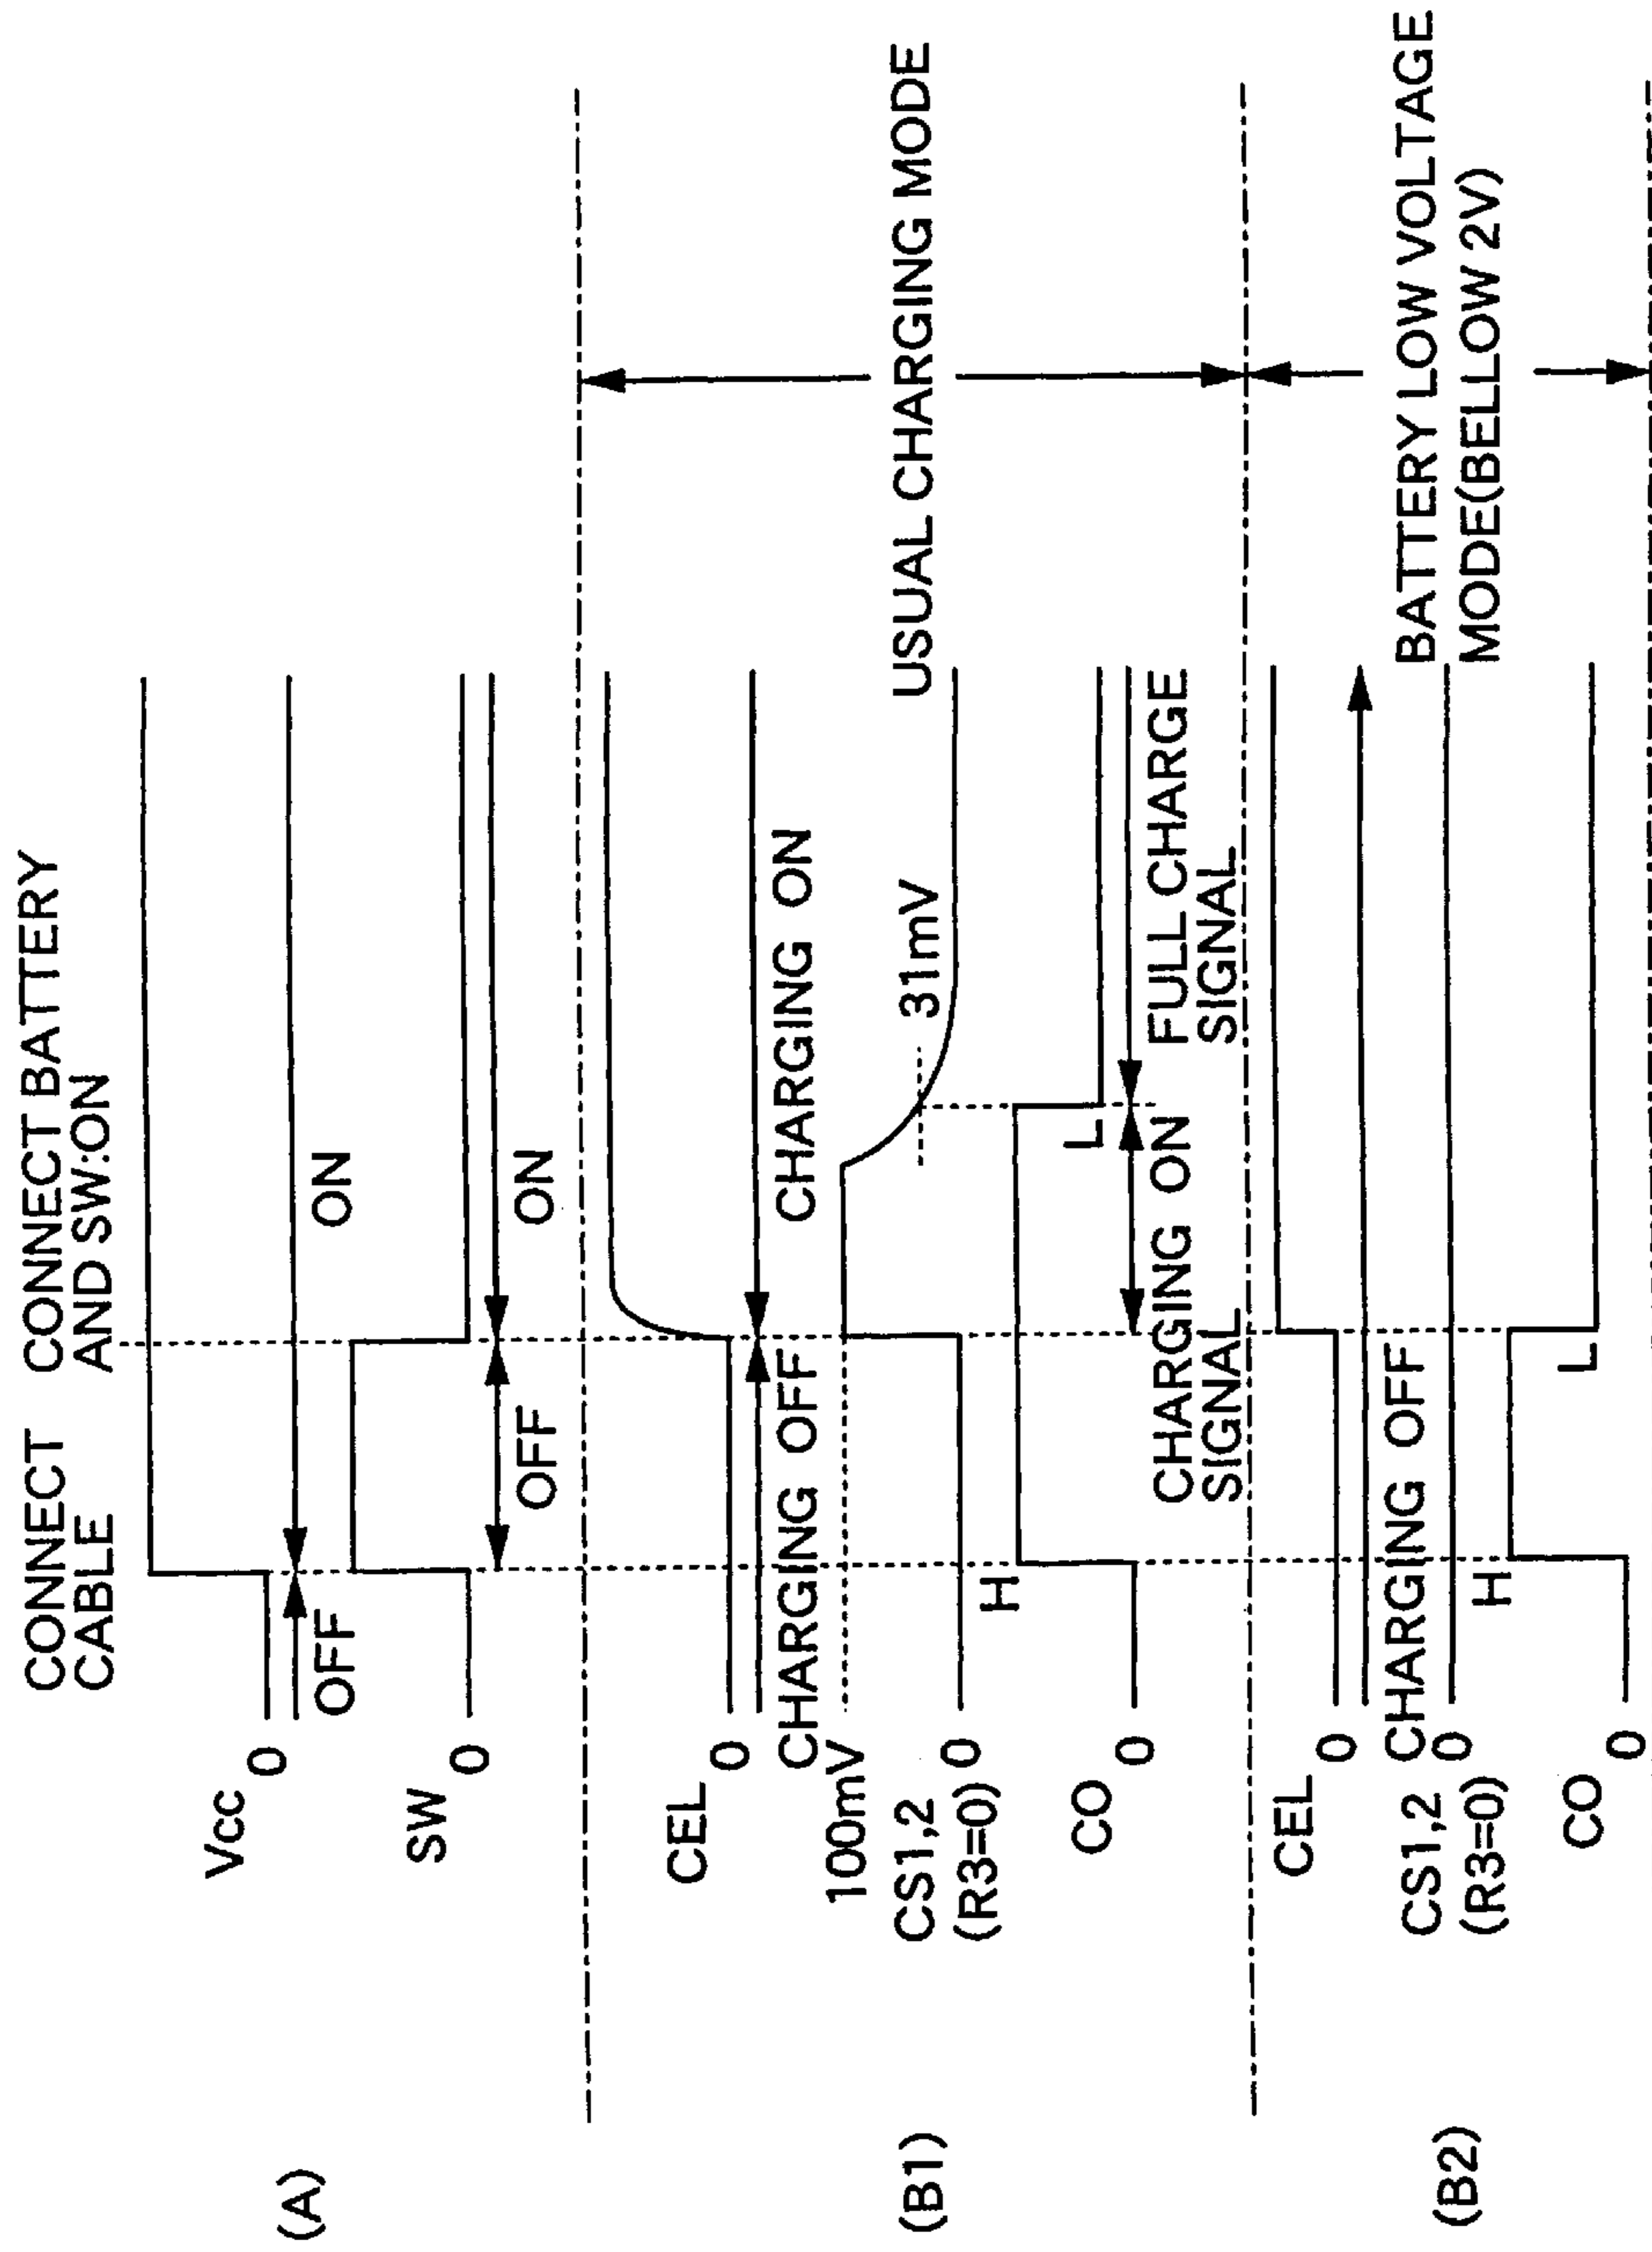 CONNECT
CABLE
CONNECT BATTERY
AND SW:ON
(A)
Vcc
0
OFF
ON
SW
0
OFF
ON
(B1)
CEL
0
CHARGING OFF
CHARGING ON
100mV
CS1,2
(R3=0)
0
31mV
USUAL CHARGING MODE
CO
0
H
L
CHARGING ON
SIGNAL
FULL CHARGE
SIGNAL
(B2)
CEL
0
CHARGING OFF
CS1,2
(R3=0)
0
BATTERY LOW VOLTAGE
MODE(BELLOW 2V)
CO
0
H
L